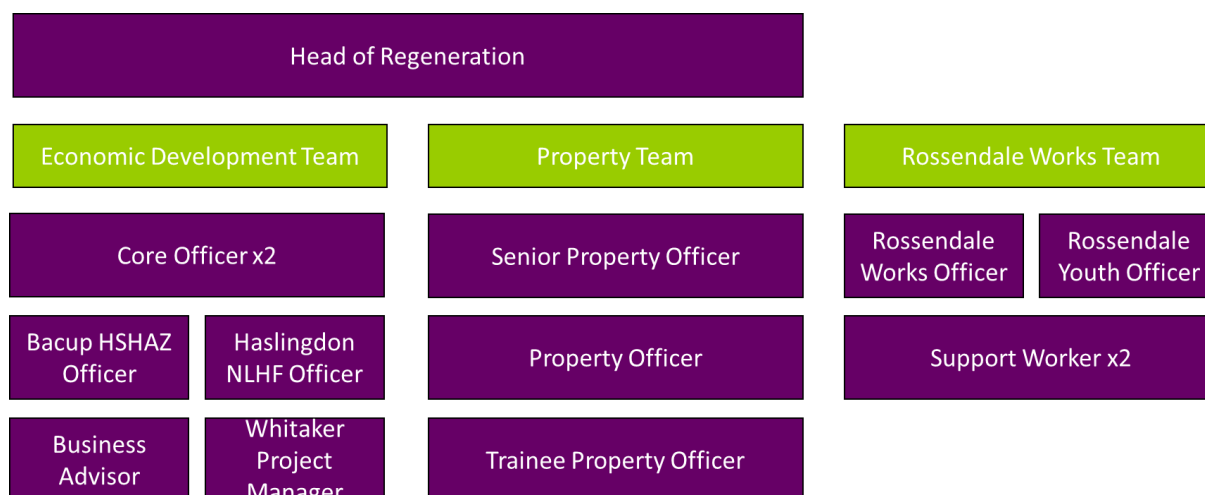 Head of Regeneration
Economic Development Team
Property Team
Rossendale Works Team
Core Officer x2
Senior Property Officer
Rossendale
Works Officer
Rossendale
Youth Officer
Bacup HSHAZ
Officer
Haslingdon
NLHF Officer
Property Officer
Support Worker x2
Business
Advisor
Whitaker
Project
Manager
Trainee Property Officer